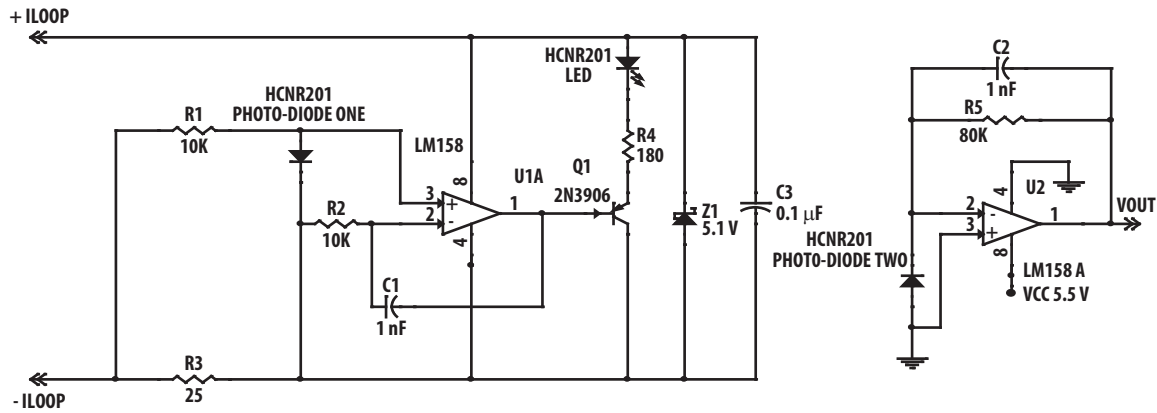 + ILOOP
HCNR201
LED
HCNR201
PHOTO-DIODE ONE
R1
10K
LM158
R4
180
U1A
Q1
2N3906
8
3
+
2
-
1
4
R2
10K
C1
1 nF
Z1
5.1 V
C3
0.1 μF
R3
25
- ILOOP
C2
1 nF
R5
80K
4
U2
2
-
3
+
1
8
VOUT
HCNR201
PHOTO-DIODE TWO
LM158 A
VCC 5.5 V